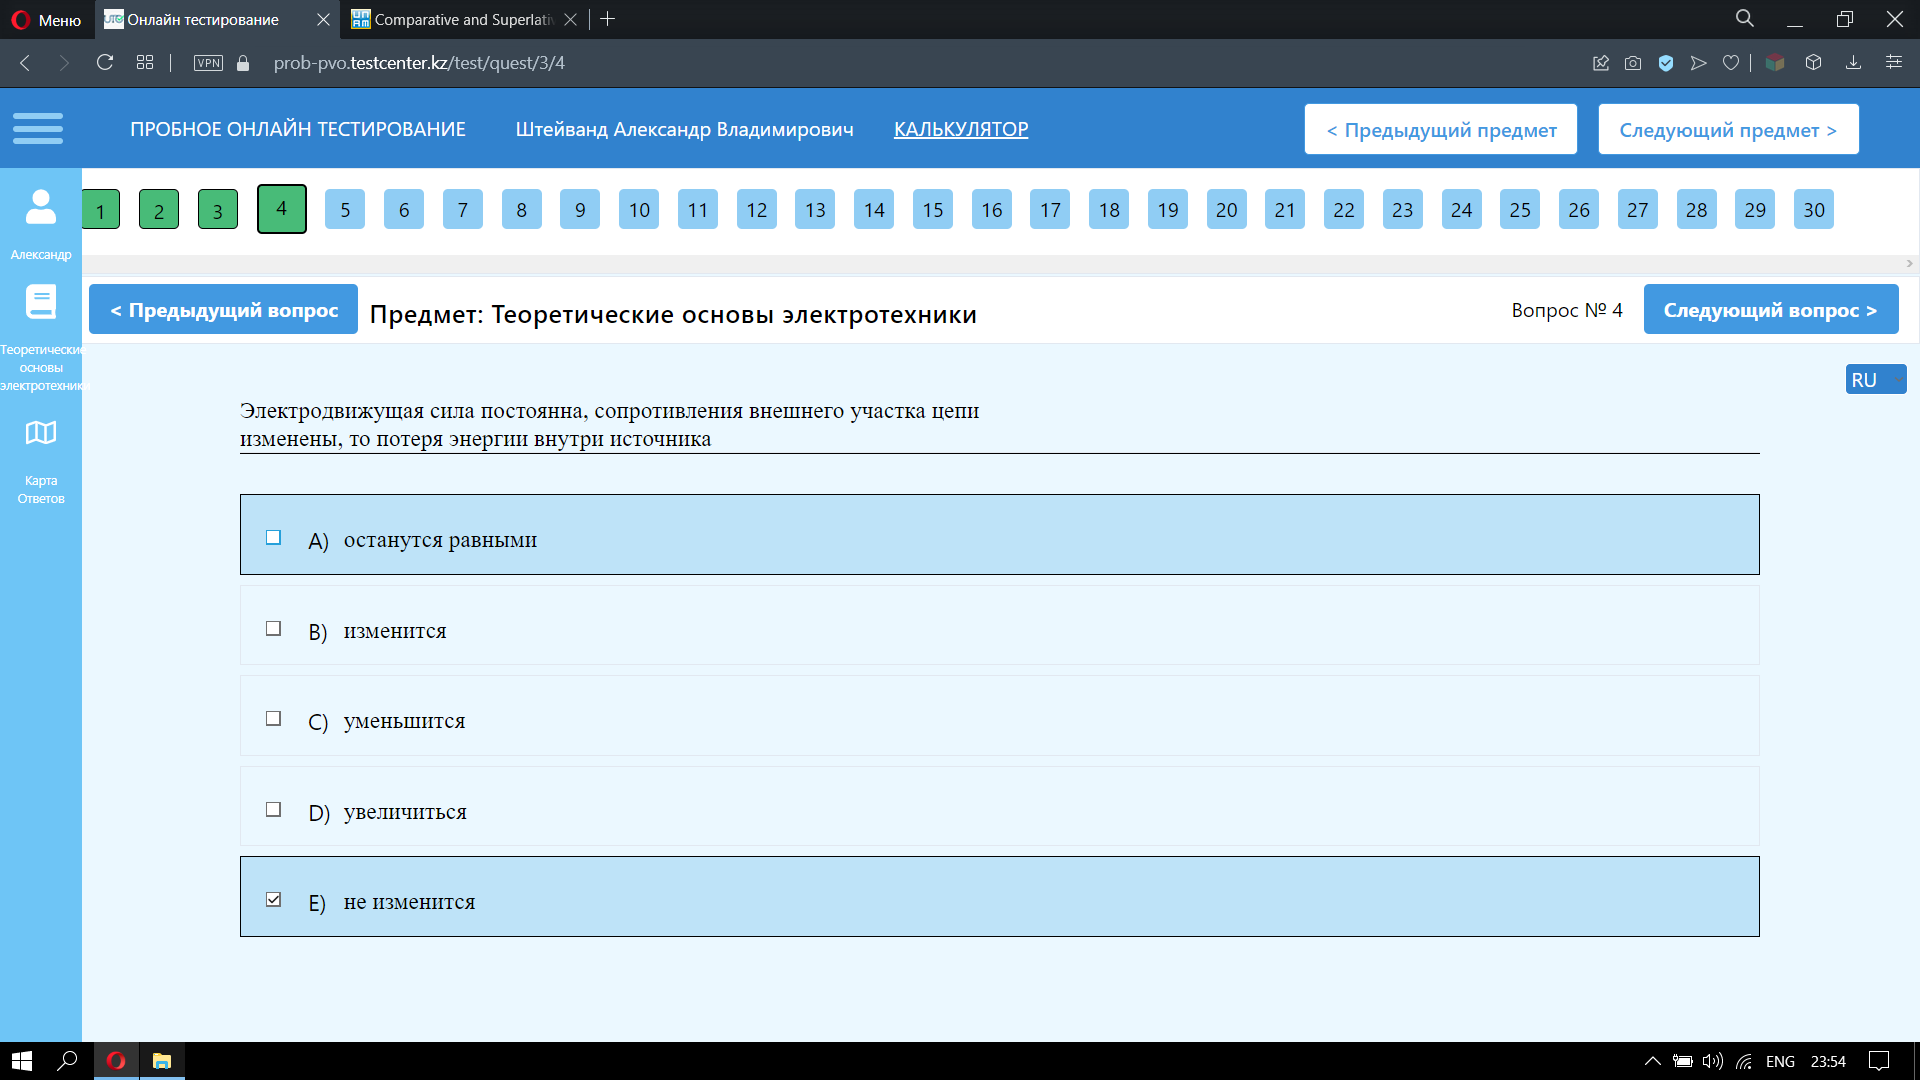 Меню
Онлайн тестирование
Comparative and Superlati
VPN
prob-pvo.testcenter.kz/test/quest/3/4
ПРОБНОЕ ОНЛАЙН ТЕСТИРОВАНИЕ
Штейванд Александр Владимирович
КАЛЬКУЛЯТОР
< Предыдущий предмет
Следующий предмет >
1 2 3 4 5 6 7 8 9 10 11 12 13 14 15 16 17 18 19 20 21 22 23 24 25 26 27 28 29 30
Александр
Теоретические
основы
электротехники
Карта
Ответов
< Предыдущий вопрос
Предмет: Теоретические основы электротехники
Вопрос № 4
Следующий вопрос >
RU
Электродвижущая сила постоянна, сопротивления внешнего участка цепи
изменены, то потеря энергии внутри источника
A) останутся равными
B) изменится
C) уменьшится
D) увеличиться
E) не изменится
ENG
23:54